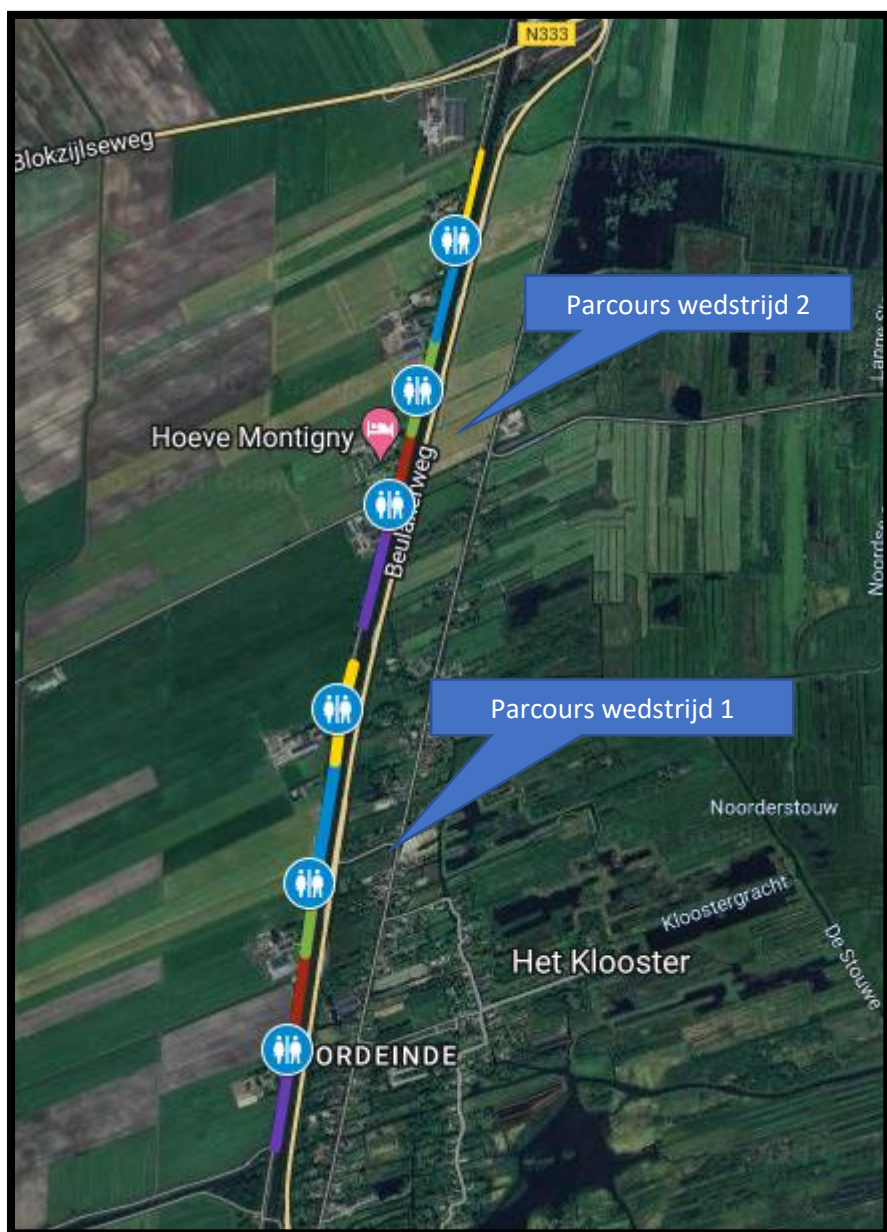 N333
Blokzijlseweg
Parcours wedstrijd 2
Hoeve Montigny
Beulakerweg
Parcours wedstrijd 1
Noorderstouw
Kloostergracht
De Stouwe
Het Klooster
ORDEINDE